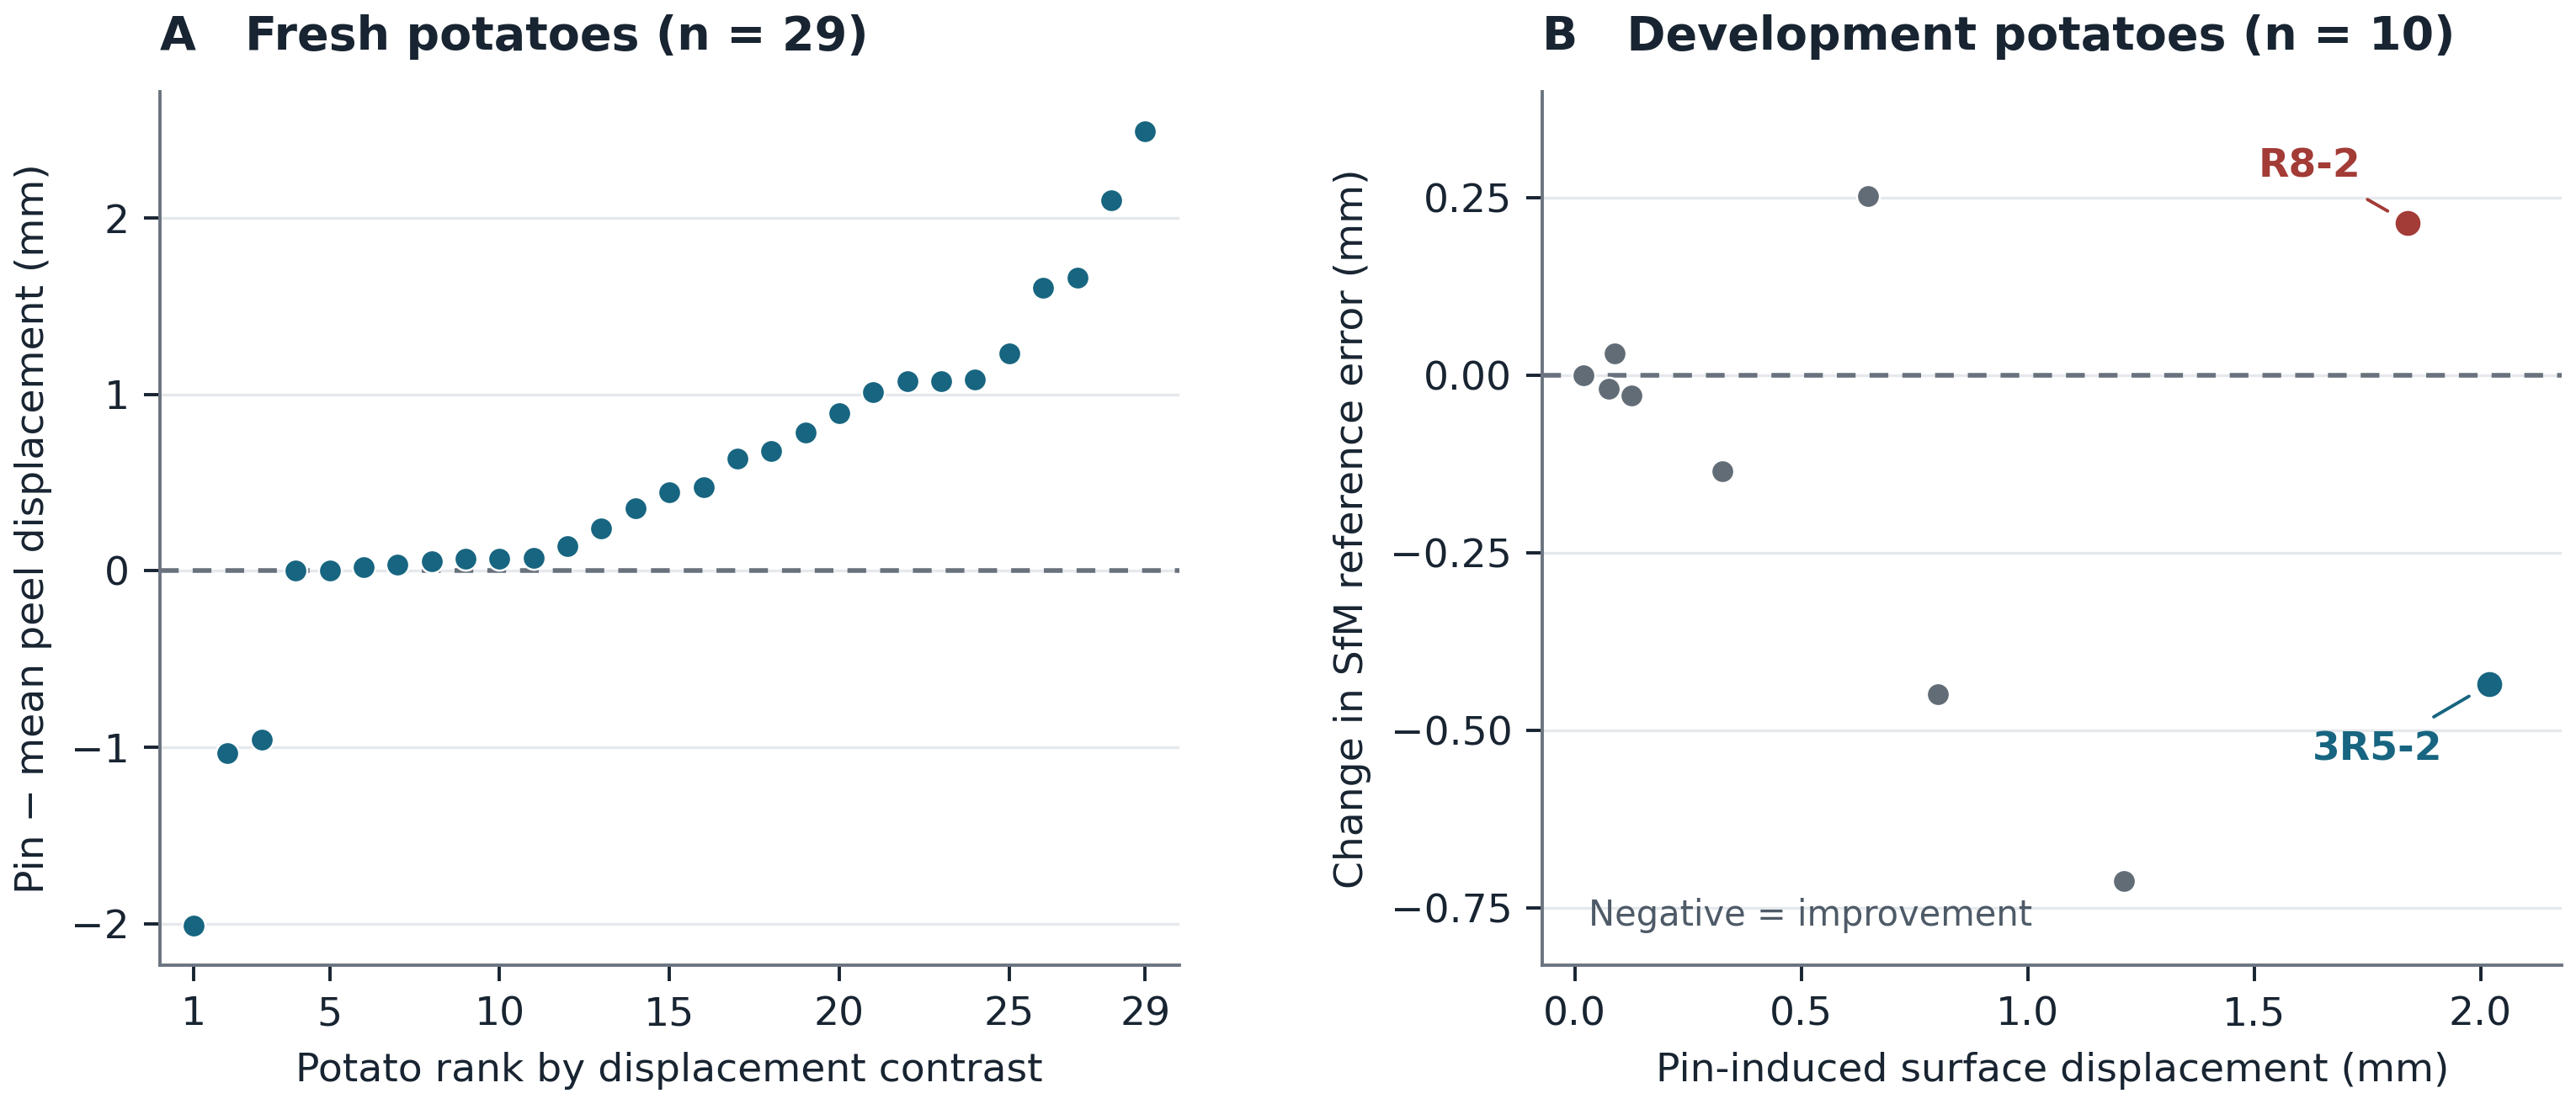 A Fresh potatoes (n = 29)
Pin − mean peel displacement (mm)
2
1
0
−1
−2
1 5 10 15 20 25 29
Potato rank by displacement contrast
B Development potatoes (n = 10)
Change in SfM reference error (mm)
0.25
0.00
−0.25
−0.50
−0.75
R8-2
3R5-2
Negative = improvement
0.0 0.5 1.0 1.5 2.0
Pin-induced surface displacement (mm)